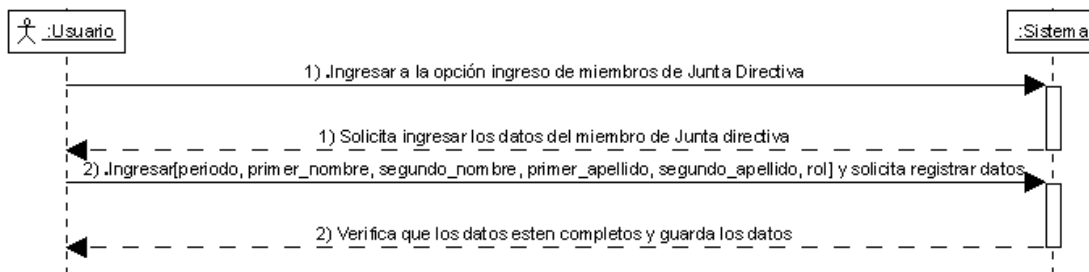 :Usuario
:Sistema
1) .Ingresar a la opción ingreso de miembros de Junta Directiva
1) Solicita ingresar los datos del miembro de Junta directiva
2) .Ingresar[periodo, primer_nombre, segundo_nombre, primer_apellido, segundo_apellido, rol] y solicita registrar datos
2) Verifica que los datos esten completos y guarda los datos